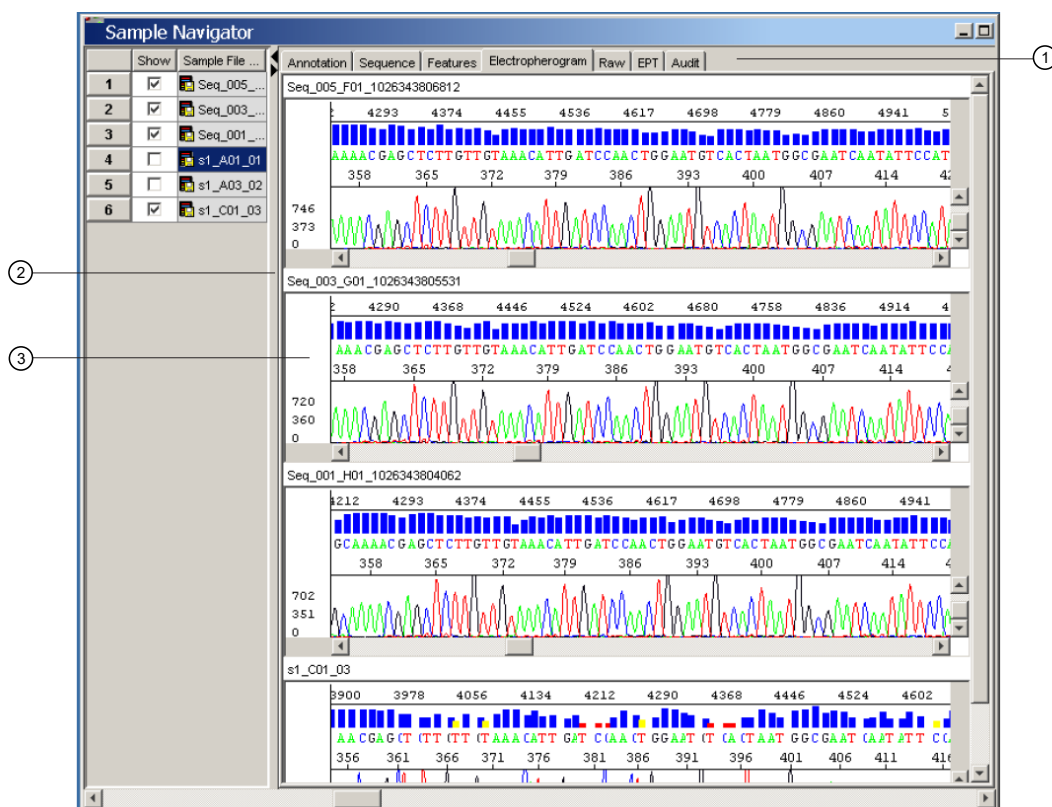 Sample Navigator
Show Sample File ...
1 Seq_005_...
2 Seq_003_...
3 Seq_001_...
4 s1_A01_01
5 s1_A03_02
6 s1_C01_03
Annotation Sequence Features Electropherogram Raw EPT Audit
1
2
3
Seq_005_F01_1026343806812
4293 4374 4455 4536 4617 4698 4779 4860 4941 5
AAAACGAGCTCTTGTTGTAAACATTGATCCAACTGGAATGTCACTAATGGCGAATCAATATTCCAT
358 365 372 379 386 393 400 407 414 42
746
373
0
Seq_003_G01_1026343805531
4290 4368 4446 4524 4602 4680 4758 4836 4914 4
AAACGAGCTCTTGTTGTAAACATTGATCCAACTGGAATGTCACTAATGGCGAATCAATATTCCA
358 365 372 379 386 393 400 407 414
720
360
0
Seq_001_H01_1026343804062
4212 4293 4374 4455 4536 4617 4698 4779 4860 4941
GCAAAACGAGCTCTTGTTGTAAACATTGATCCAACTGGAATGTCACTAATGGCGAATCAATATTCCA
358 365 372 379 386 393 400 407 414
702
351
0
s1_C01_03
3900 3978 4056 4134 4212 4290 4368 4446 4524 4602
356 361 366 371 376 381 386 391 396 401 406 411 416